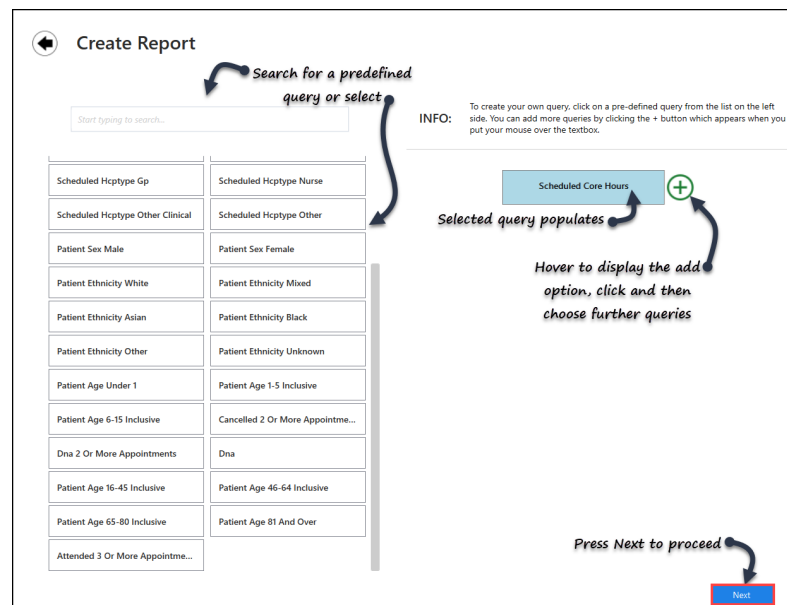 Create Report
Search for a predefined
query or select
Start typing to search...
INFO:
To create your own query, click on a pre-defined query from the list on the left
side. You can add more queries by clicking the + button which appears when you
put your mouse over the textbox.
Scheduled Hcptype Gp
Scheduled Hcptype Nurse
Scheduled Hcptype Other Clinical
Scheduled Hcptype Other
Patient Sex Male
Patient Sex Female
Patient Ethnicity White
Patient Ethnicity Mixed
Patient Ethnicity Asian
Patient Ethnicity Black
Patient Ethnicity Other
Patient Ethnicity Unknown
Patient Age Under 1
Patient Age 1-5 Inclusive
Patient Age 6-15 Inclusive
Cancelled 2 Or More Appointme...
Dna 2 Or More Appointments
Dna
Patient Age 16-45 Inclusive
Patient Age 46-64 Inclusive
Patient Age 65-80 Inclusive
Patient Age 81 And Over
Attended 3 Or More Appointme...
Scheduled Core Hours
Selected query populates
Hover to display the add
option, click and then
choose further queries
Press Next to proceed
Next